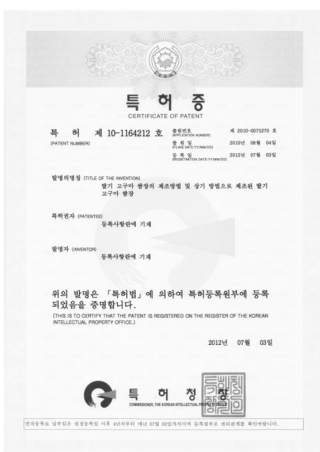 특허증
CERTIFICATE OF PATENT
특 허 제 10-1164212 호
(PATENT NUMBER)
출원번호 제 2010-0075270 호
(APPLICATION NUMBER)
출원일 2010년 08월 04일
(FILING DATE:YY/MM/DD)
등록일 2012년 07월 03일
(REGISTRATION DATE:YY/MM/DD)
발명의명칭 (TITLE OF THE INVENTION)
딸기 고구마 쌈장의 제조방법 및 상기 방법으로 제조된 딸기
고구마 쌈장
특허권자 (PATENTEE)
등록사항란에 기재
발명자 (INVENTOR)
등록사항란에 기재
위의 발명은 「특허법」에 의하여 특허등록원부에 등록
되었음을 증명합니다.
(THIS IS TO CERTIFY THAT THE PATENT IS REGISTERED ON THE REGISTER OF THE KOREAN
INTELLECTUAL PROPERTY OFFICE.)
2012년 07월 03일
특허청
COMMISSIONER, THE KOREAN INTELLECTUAL PROPERTY OFFICE